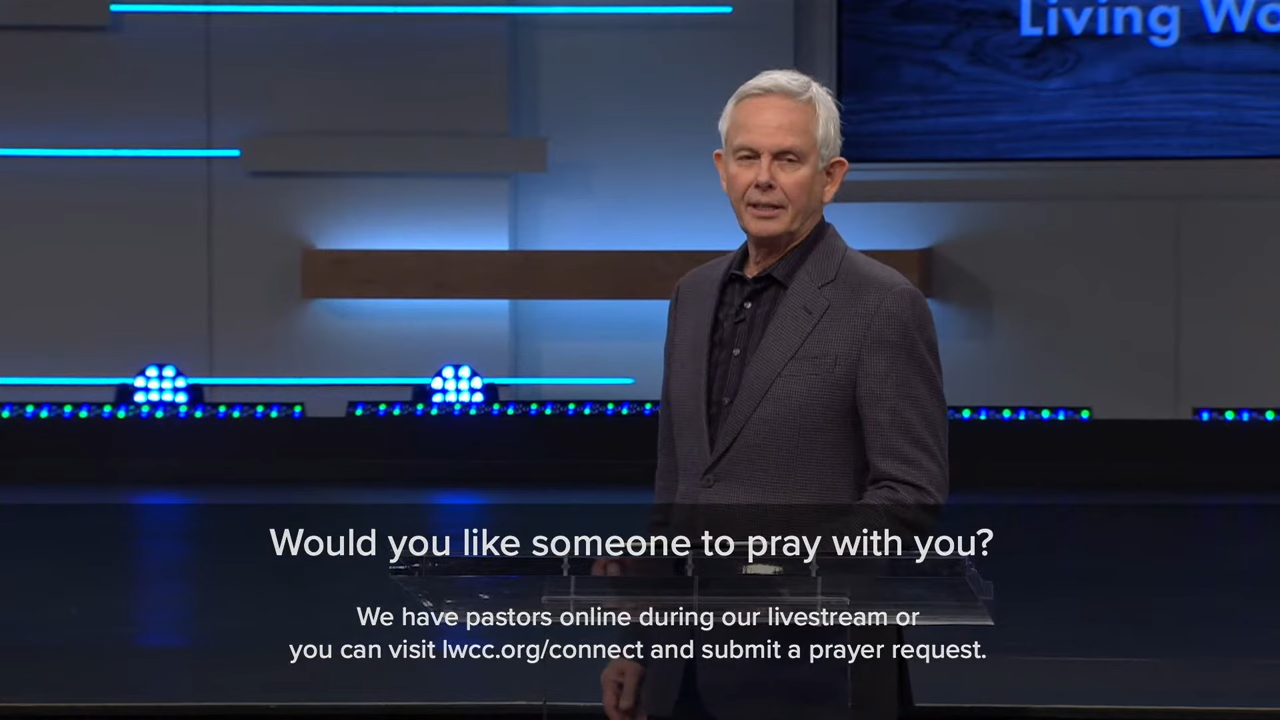 Living Wo
Would you like someone to pray with you?
We have pastors online during our livestream or
you can visit lwcc.org/connect and submit a prayer request.